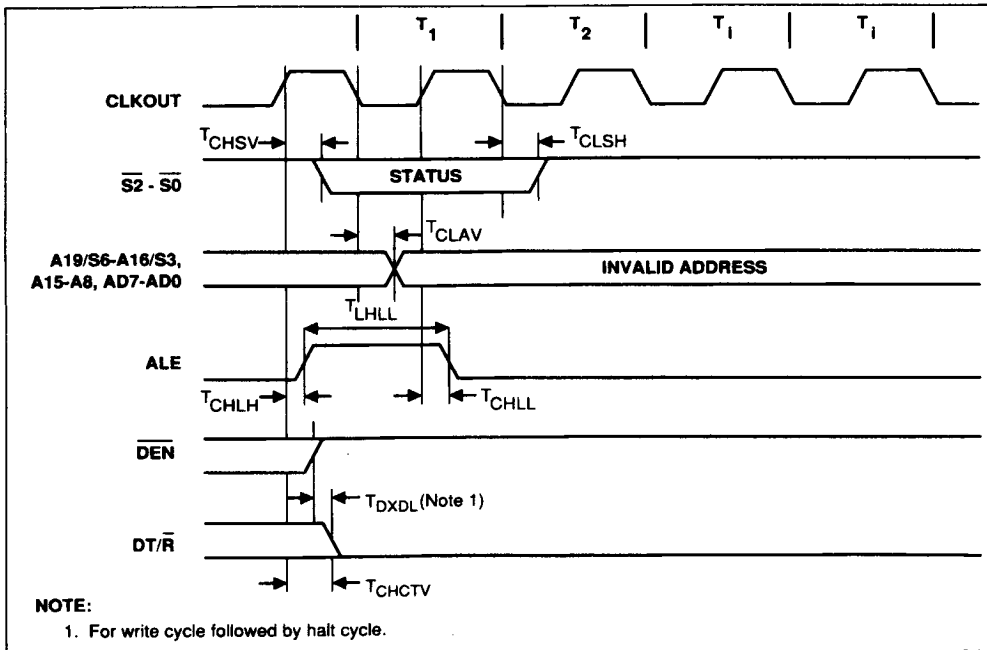 T1 T2 Ti Ti
CLKOUT
TCHSV TCLSH
S2 - S0 STATUS
TCLAV
A19/S6-A16/S3,
A15-A8, AD7-AD0 INVALID ADDRESS
TLHLL
ALE
TCHLH TCHLL
DEN
TDXDL (Note 1)
DT/R
TCHCTV
NOTE:
1. For write cycle followed by halt cycle.